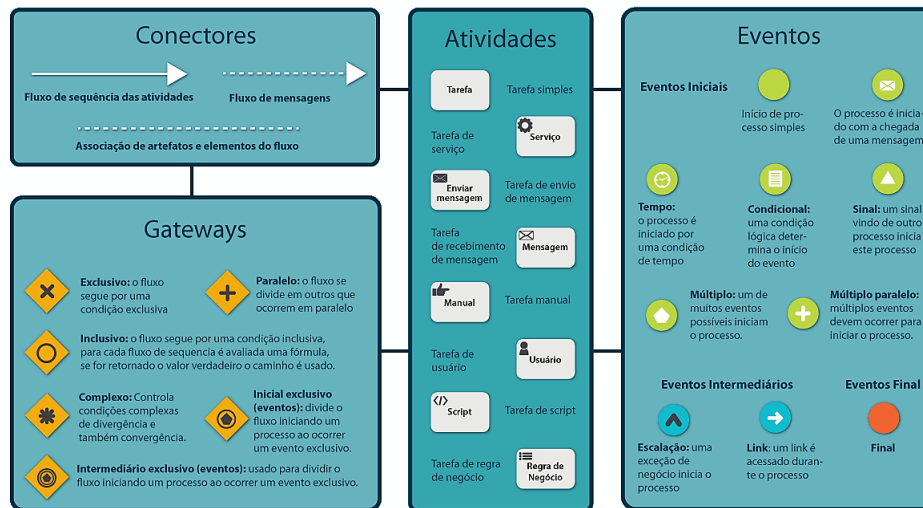 Conectores
Fluxo de sequência das atividades
Fluxo de mensagens
Associação de artefatos e elementos do fluxo
Gateways
Exclusivo: o fluxo
segue por uma
condição exclusiva
Paralelo: o fluxo se
divide em outros que
ocorrem em paralelo
Inclusivo: o fluxo segue por uma condição inclusiva,
para cada fluxo de sequencia é avaliada uma fórmula,
se for retornado o valor verdadeiro o caminho é usado.
Complexo: Controla
condições complexas
de divergência e
também convergência.
Inicial exclusivo
(eventos): divide o
fluxo iniciando um
processo ao ocorrer
um evento exclusivo.
Intermediário exclusivo (eventos): usado para dividir o
fluxo iniciando um processo ao ocorrer um evento exclusivo.
Atividades
Tarefa
Tarefa simples
Tarefa de
serviço
Serviço
Enviar
mensagem
Tarefa de envio
de mensagem
Tarefa
de recebimento
de mensagem
Mensagem
Manual
Tarefa manual
Tarefa de
usuário
Usuário
Script
Tarefa de script
Tarefa de regra
de negócio
Regra de
Negócio
Eventos
Eventos Iniciais
Início de pro-
cesso simples
O processo é inicia-
do com a chegada
de uma mensagem
Tempo:
o processo é
iniciado por
uma condição
de tempo
Condicional:
uma condição
lógica deter-
mina o início
do evento
Sinal: um sinal
vindo de outro
processo inicia
este processo
Múltiplo: um de
muitos eventos
possíveis iniciam
o processo.
Múltiplo paralelo:
múltiplos eventos
devem ocorrer para
iniciar o processo.
Eventos Intermediários
Escalação: uma
exceção de
negócio inicia o
processo
Link: um link é
acessado duran-
te o processo
Eventos Final
Final